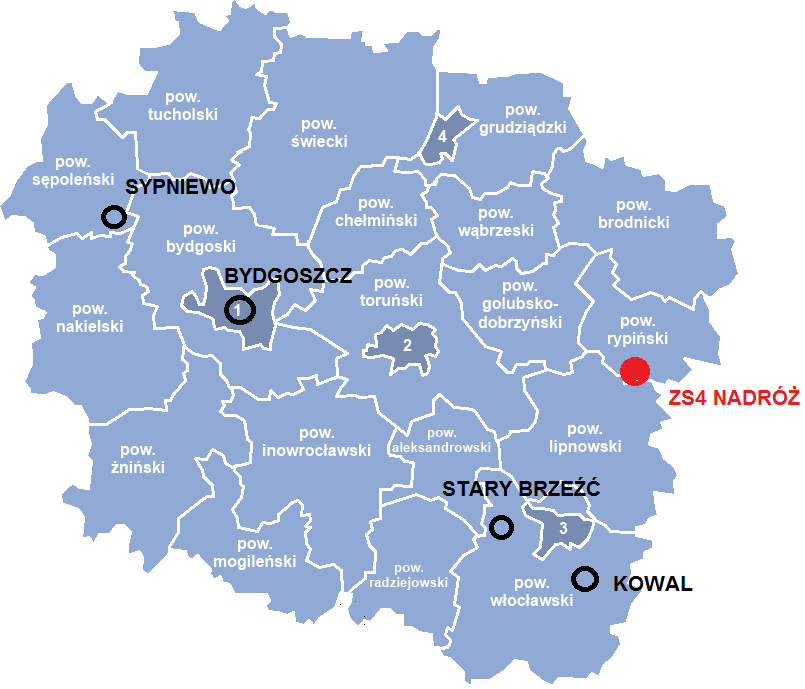 pow.
tucholski
pow.
świecki
pow.
grudziądzki
4
pow.
sępoleński
SYPNIEWO
pow.
chełmiński
pow.
wąbrzeski
pow.
brodnicki
pow.
bydgoski
BYDGOSZCZ
1
pow.
toruński
pow.
golubsko-
dobrzyński
pow.
nakielski
2
pow.
rypiński
ZS4 NADRÓŻ
pow.
żniński
pow.
inowrocławski
pow.
aleksandrowski
pow.
lipnowski
STARY BRZEŹĆ
3
pow.
mogileński
pow.
radziejowski
pow.
włocławski
KOWAL